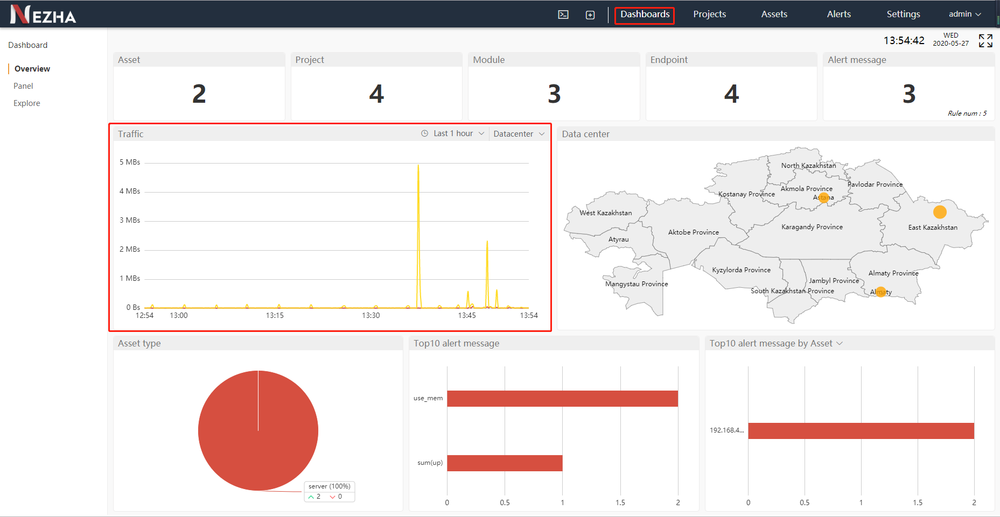 NEZHA
Dashboards
Projects
Assets
Alerts
Settings
admin
Dashboard
Overview
Panel
Explore
13:54:42
WED
2020-05-27
Asset
2
Project
4
Module
3
Endpoint
4
Alert message
3
Rule num : 5
Traffic
Last 1 hour
Datacenter
5 MBs
4 MBs
3 MBs
2 MBs
1 MBs
0 Bs
12:54
13:00
13:15
13:30
13:45
13:54
Data center
North Kazakhstan
Pavlodar Province
Akmola Province
Kostanay Province
Astana
West Kazakhstan
East Kazakhstan
Karagandy Province
Aktobe Province
Atyrau
Kyzylorda Province
Almaty Province
Jambyl Province
Mangystau Province
South Kazakhstan Province
Almaty
Asset type
server (100%)
2
0
Top10 alert message
use_mem
sum(up)
0
0.5
1
1.5
2
Top10 alert message by Asset
192.168.4...
0
0.5
1
1.5
2